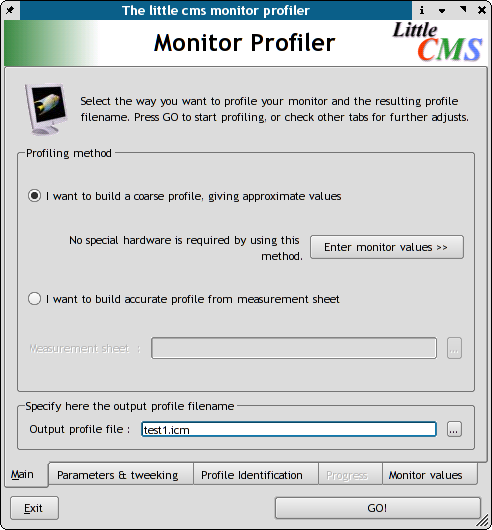 The little cms monitor profiler
Monitor Profiler
Little
CMS
Select the way you want to profile your monitor and the resulting profile
filename. Press GO to start profiling, or check other tabs for further adjusts.
Profiling method
I want to build a coarse profile, giving approximate values
No special hardware is required by using this
method.
Enter monitor values >>
I want to build accurate profile from measurement sheet
Measurement sheet :
...
Specify here the output profile filename
Output profile file :
test1.icm
...
Main
Parameters & tweeking
Profile Identification
Progress
Monitor values
Exit
GO!